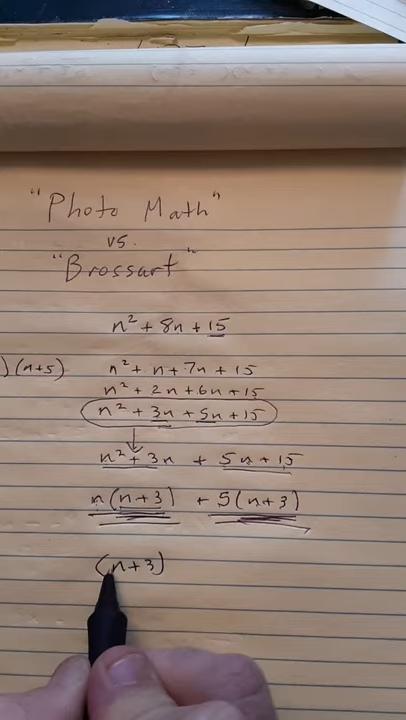 "Photo Math"
vs.
"Brossart"
n² + 8n + 15
) (n+5)
n² + n + 7n + 15
n² + 2n + 6n + 15
n² + 3n + 5n + 15
n² + 3n + 5n + 15
n(n+3) + 5(n+3)
(n+3)